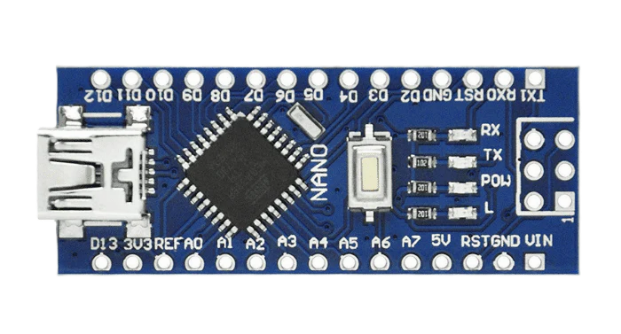 D12 D11 D10 D9 D8 D7 D6 D5 D4 D3 D2 GND RST RX0 TX1
RX
TX
POW
L
NANO
1
D13 3V3 REF A0 A1 A2 A3 A4 A5 A6 A7 5V RST GND VIN